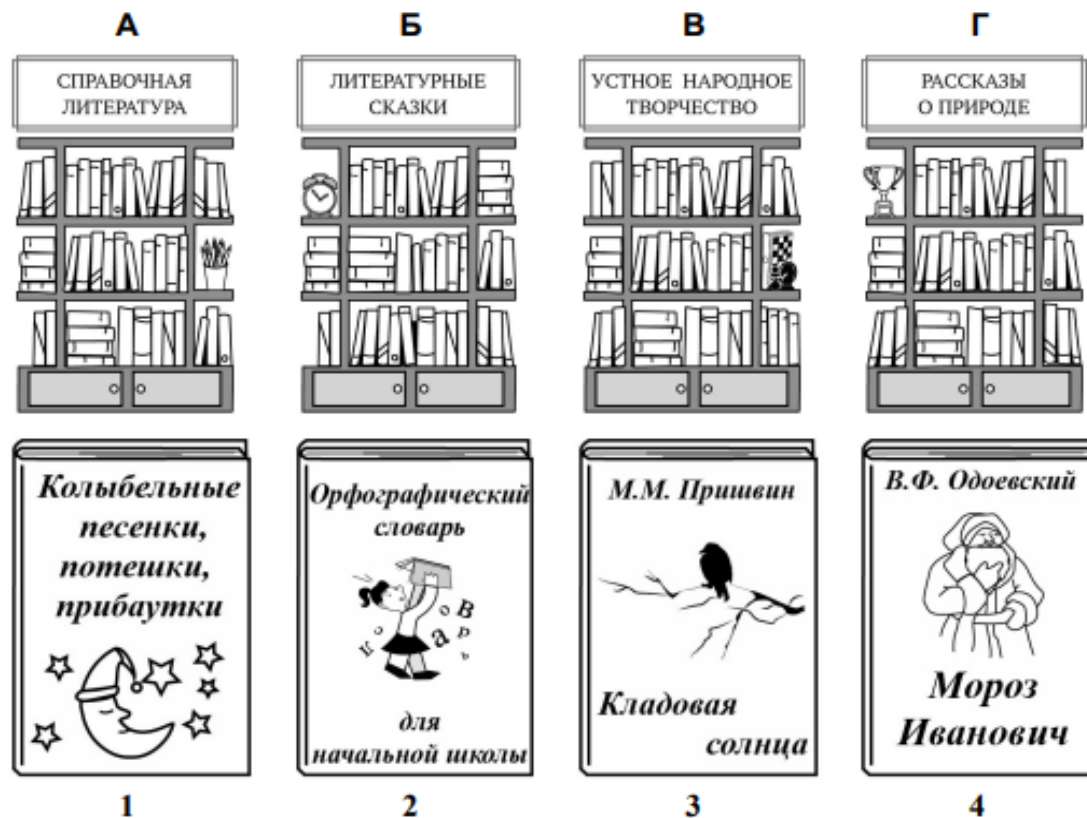 А Б В Г
СПРАВОЧНАЯ
ЛИТЕРАТУРА
ЛИТЕРАТУРНЫЕ
СКАЗКИ
УСТНОЕ НАРОДНОЕ
ТВОРЧЕСТВО
РАССКАЗЫ
О ПРИРОДЕ
Колыбельные
песенки,
потешки,
прибаутки
Орфографический
словарь
для
начальной школы
М.М. Пришвин
Кладовая
солнца
В.Ф. Одоевский
Мороз
Иванович
1 2 3 4